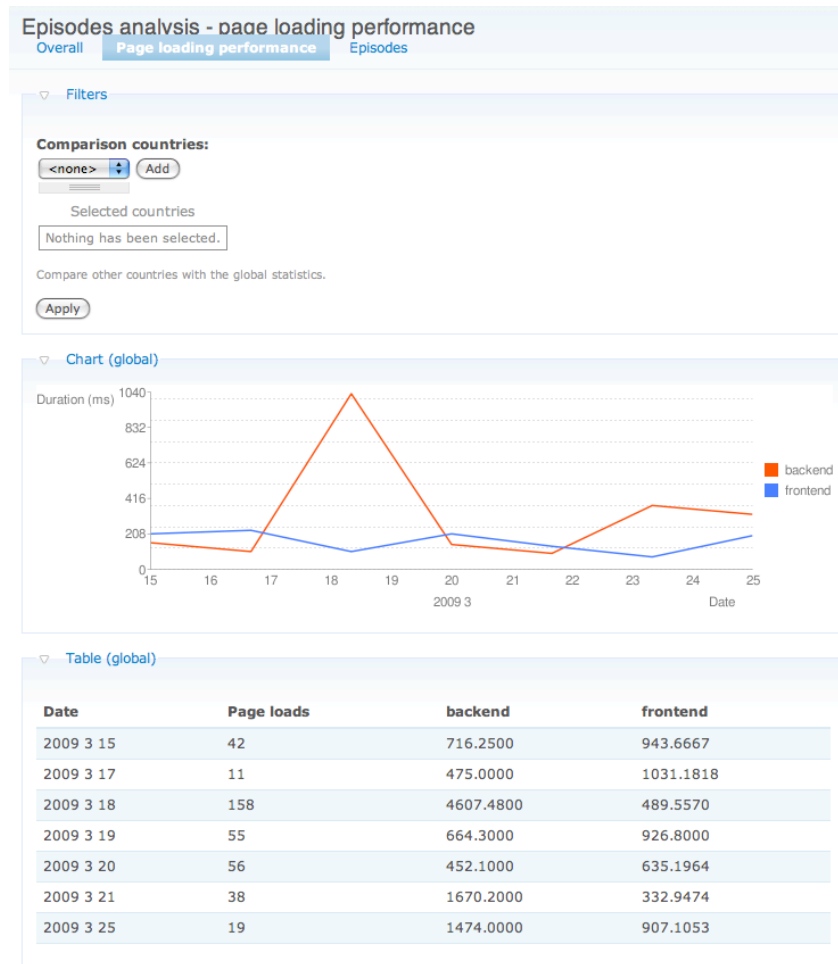 Episodes analysis - page loading performance
Overall Page loading performance Episodes
Filters
Comparison countries:
<none> Add
Selected countries
Nothing has been selected.
Compare other countries with the global statistics.
Apply
Chart (global)
Duration (ms)
1040
832
624
416
208
0
backend
frontend
15 16 17 18 19 20 21 22 23 24 25
2009 3 Date
Table (global)
Date Page loads backend frontend
2009 3 15 42 716.2500 943.6667
2009 3 17 11 475.0000 1031.1818
2009 3 18 158 4607.4800 489.5570
2009 3 19 55 664.3000 926.8000
2009 3 20 56 452.1000 635.1964
2009 3 21 38 1670.2000 332.9474
2009 3 25 19 1474.0000 907.1053